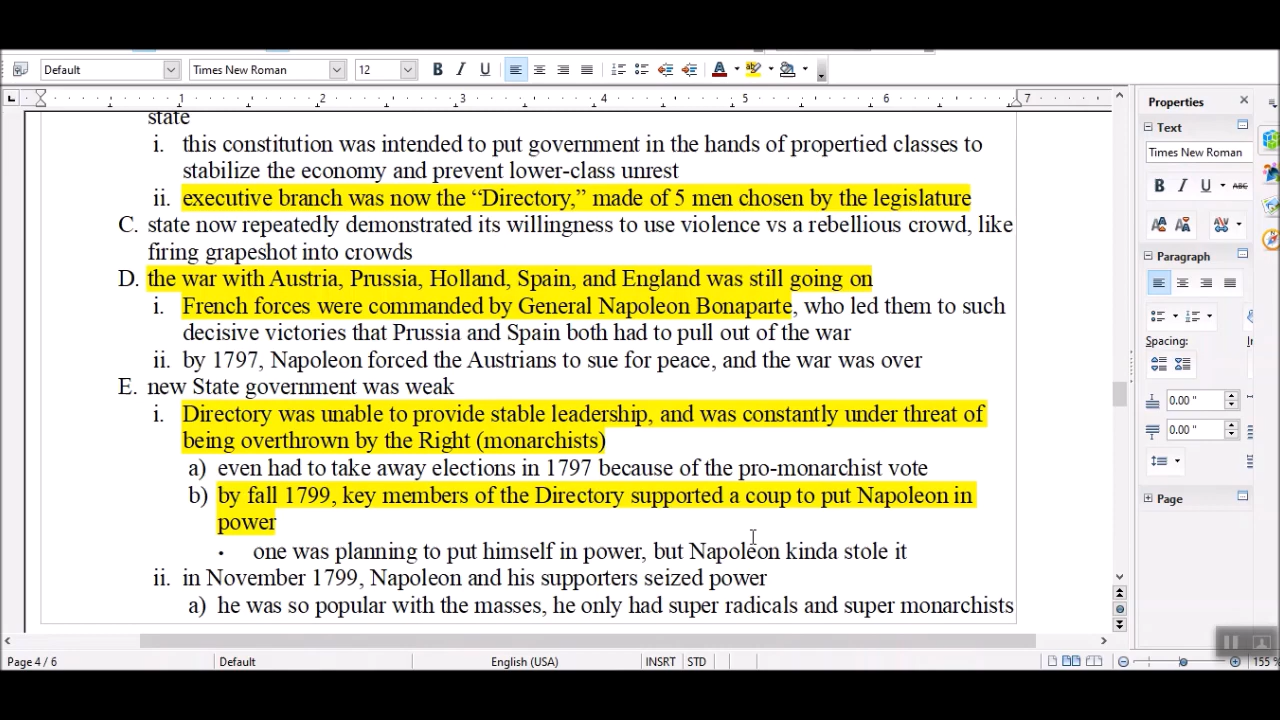 Default Times New Roman 12 B I U A
1 2 3 4 5 6 7
state
i. this constitution was intended to put government in the hands of propertied classes to
stabilize the economy and prevent lower-class unrest
ii. executive branch was now the “Directory,” made of 5 men chosen by the legislature
C. state now repeatedly demonstrated its willingness to use violence vs a rebellious crowd, like
firing grapeshot into crowds
D. the war with Austria, Prussia, Holland, Spain, and England was still going on
i. French forces were commanded by General Napoleon Bonaparte, who led them to such
decisive victories that Prussia and Spain both had to pull out of the war
ii. by 1797, Napoleon forced the Austrians to sue for peace, and the war was over
E. new State government was weak
i. Directory was unable to provide stable leadership, and was constantly under threat of
being overthrown by the Right (monarchists)
a) even had to take away elections in 1797 because of the pro-monarchist vote
b) by fall 1799, key members of the Directory supported a coup to put Napoleon in
power
• one was planning to put himself in power, but Napoleon kinda stole it
ii. in November 1799, Napoleon and his supporters seized power
a) he was so popular with the masses, he only had super radicals and super monarchists
Properties
Text
Times New Roman
B I U ABC
Paragraph
Spacing:
0.00 "
0.00 "
Page
Page 4 / 6 Default English (USA) INSRT STD 155 %